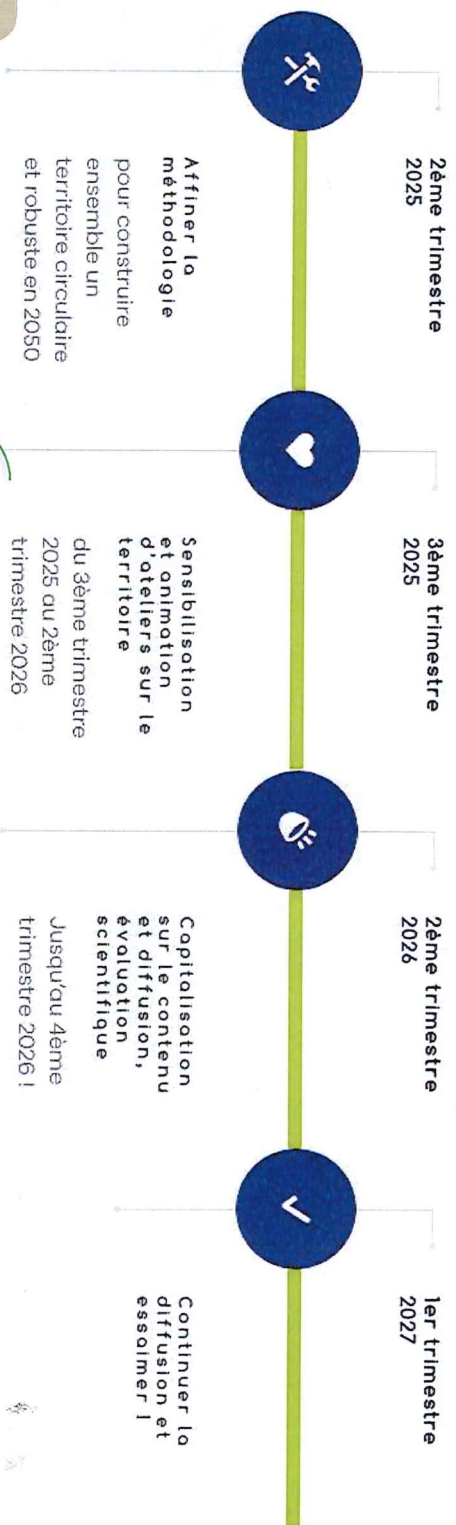 2ème trimestre
2025
Affiner la
méthodologie
pour construire
ensemble un
territoire circulaire
et robuste en 2050
3ème trimestre
2025
Sensibilisation
et animation
d'ateliers sur le
territoire
du 3ème trimestre
2025 au 2ème
trimestre 2026
2ème trimestre
2026
Capitalisation
sur le contenu
et diffusion,
évaluation
scientifique
Jusqu'au 4ème
trimestre 2026 !
1er trimestre
2027
Continuer la
diffusion et
essaimer !